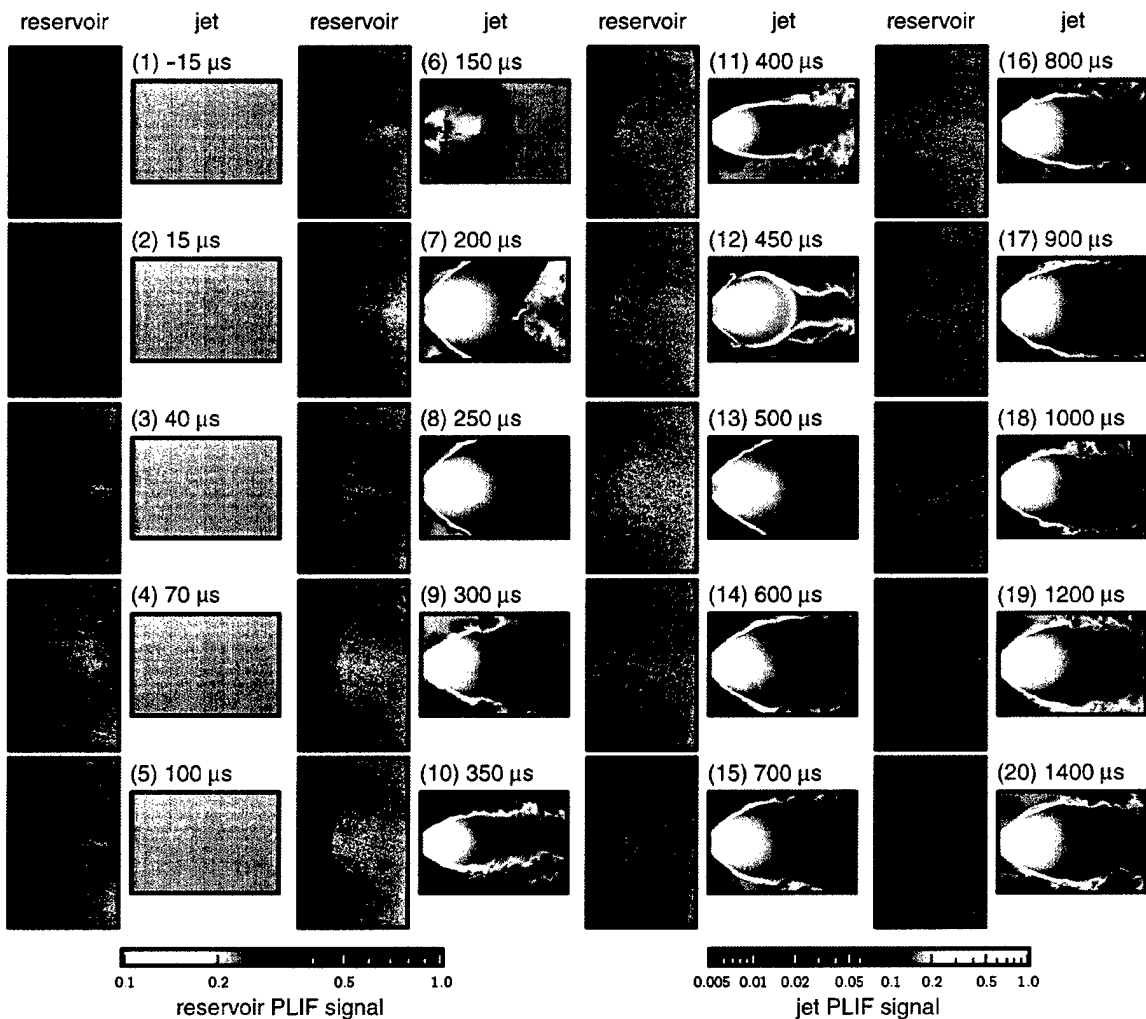 reservoir jet reservoir jet reservoir jet reservoir jet
(1) -15 μs (6) 150 μs (11) 400 μs (16) 800 μs
(2) 15 μs (7) 200 μs (12) 450 μs (17) 900 μs
(3) 40 μs (8) 250 μs (13) 500 μs (18) 1000 μs
(4) 70 μs (9) 300 μs (14) 600 μs (19) 1200 μs
(5) 100 μs (10) 350 μs (15) 700 μs (20) 1400 μs
0.1 0.2 0.5 1.0 0.005 0.01 0.02 0.05 0.1 0.2 0.5 1.0
reservoir PLIF signal jet PLIF signal